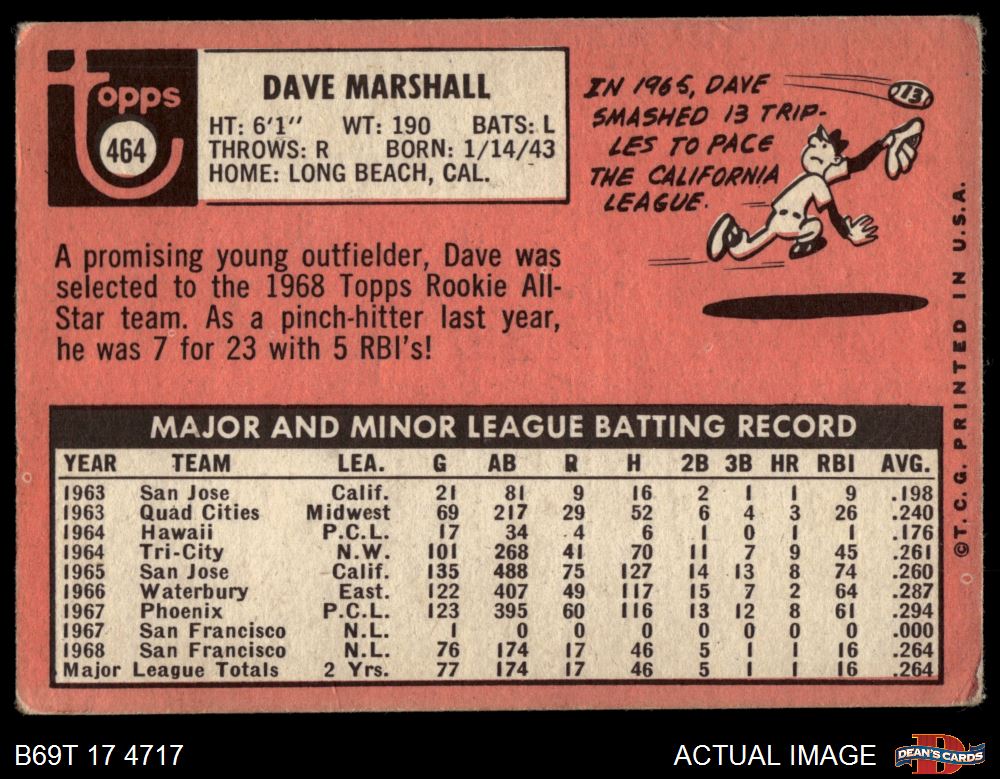 topps
464
DAVE MARSHALL
HT: 6'1" WT: 190 BATS: L
THROWS: R BORN: 1/14/43
HOME: LONG BEACH, CAL.
IN 1965, DAVE
SMASHED 13 TRIP-
LES TO PACE
THE CALIFORNIA
LEAGUE.
13
A promising young outfielder, Dave was
selected to the 1968 Topps Rookie All-
Star team. As a pinch-hitter last year,
he was 7 for 23 with 5 RBI's!
MAJOR AND MINOR LEAGUE BATTING RECORD
YEAR TEAM LEA. G AB R H 2B 3B HR RBI AVG.
1963 San Jose Calif. 21 81 9 16 2 1 1 9 .198
1963 Quad Cities Midwest 69 217 29 52 6 4 3 26 .240
1964 Hawaii P.C.L. 17 34 4 6 1 0 1 1 .176
1964 Tri-City N.W. 101 268 41 70 11 7 9 45 .261
1965 San Jose Calif. 135 488 75 127 14 13 8 74 .260
1966 Waterbury East. 122 407 49 117 15 7 2 64 .287
1967 Phoenix P.C.L. 123 395 60 116 13 12 8 61 .294
1967 San Francisco N.L. 1 0 0 0 0 0 0 0 .000
1968 San Francisco N.L. 76 174 17 46 5 1 1 16 .264
Major League Totals 2 Yrs. 77 174 17 46 5 1 1 16 .264
©T. C. G. PRINTED IN U.S.A.
B69T 17 4717
ACTUAL IMAGE
DEAN'S CARDS